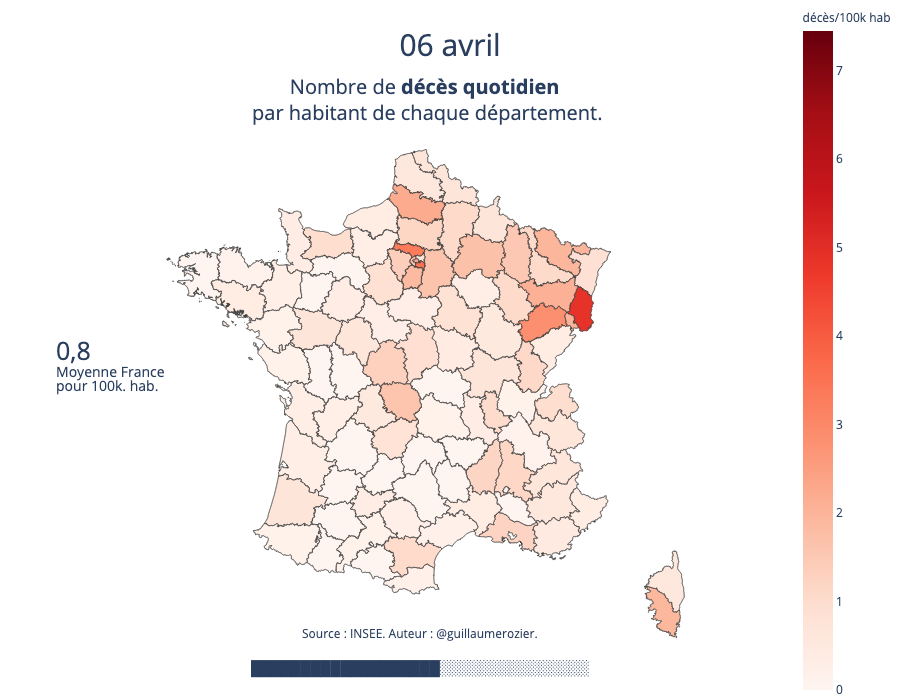 décès/100k hab
06 avril
Nombre de décès quotidien
par habitant de chaque département.
7
6
5
4
3
2
1
0
0,8
Moyenne France
pour 100k. hab.
Source : INSEE. Auteur : @guillaumerozier.